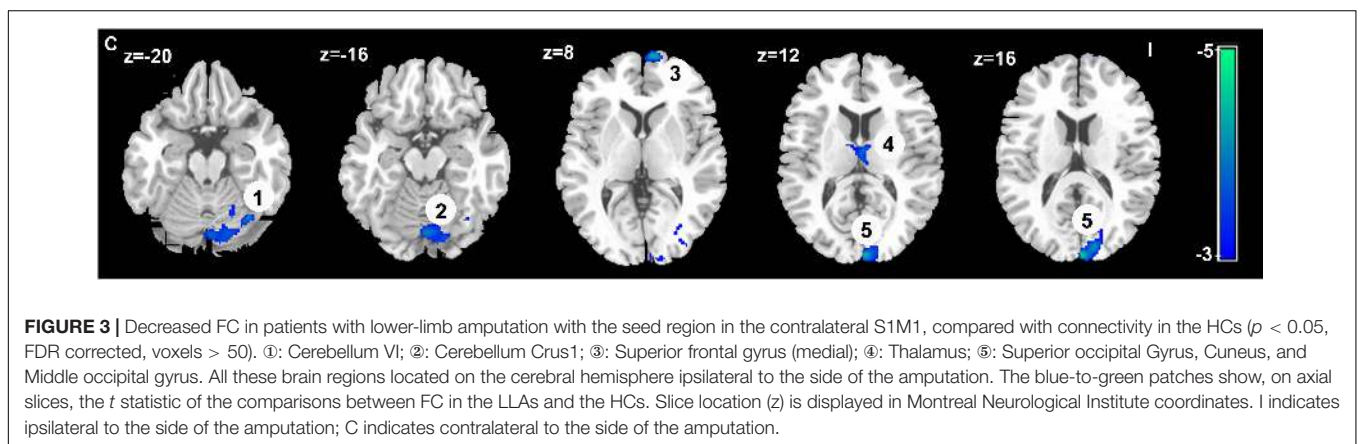 C z=-20 z=-16 z=8 z=12 z=16 I -5
3
4
1
2
5
5
-3
FIGURE 3 | Decreased FC in patients with lower-limb amputation with the seed region in the contralateral S1M1, compared with connectivity in the HCs (p < 0.05,
FDR corrected, voxels > 50). ①: Cerebellum VI; ②: Cerebellum Crus1; ③: Superior frontal gyrus (medial); ④: Thalamus; ⑤: Superior occipital Gyrus, Cuneus, and
Middle occipital gyrus. All these brain regions located on the cerebral hemisphere ipsilateral to the side of the amputation. The blue-to-green patches show, on axial
slices, the t statistic of the comparisons between FC in the LLAs and the HCs. Slice location (z) is displayed in Montreal Neurological Institute coordinates. I indicates
ipsilateral to the side of the amputation; C indicates contralateral to the side of the amputation.